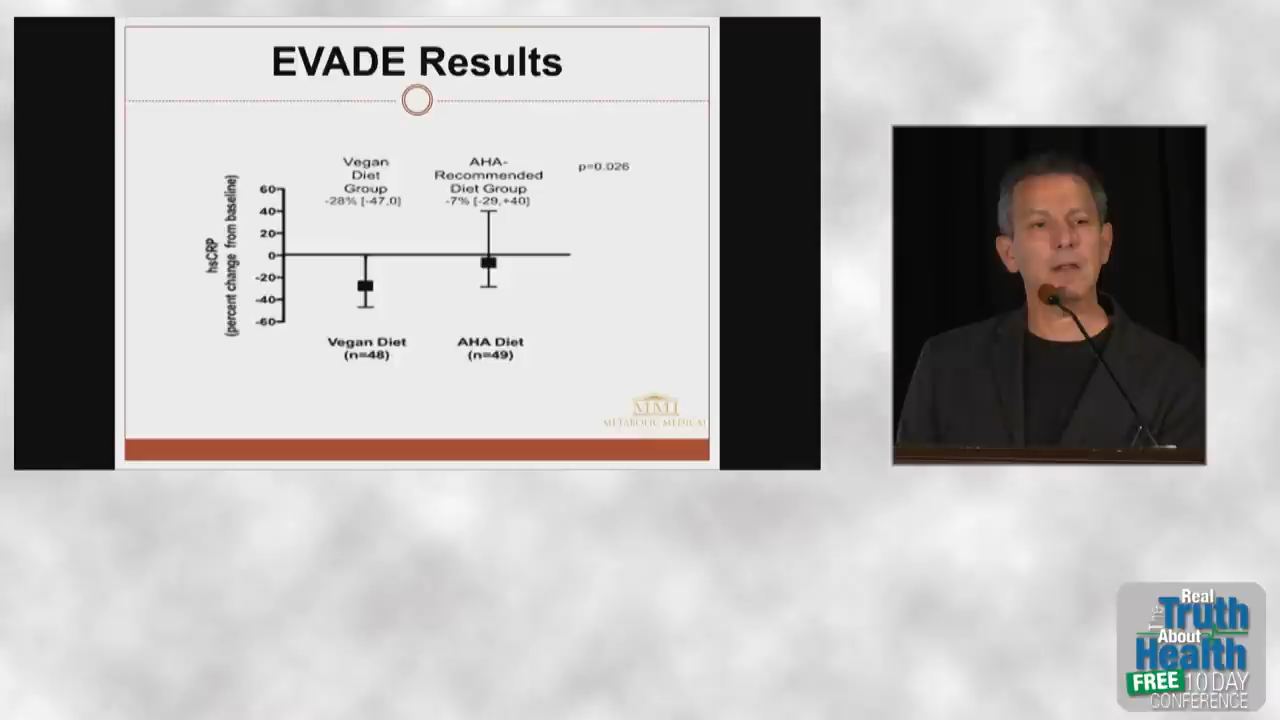 EVADE Results
Vegan
Diet
Group
-28% [-47,0]
AHA-
Recommended
Diet Group
-7% [-29,+40]
p=0.026
hsCRP
(percent change from baseline)
60
40
20
0
-20
-40
-60
Vegan Diet
(n=48)
AHA Diet
(n=49)
MMI
METABOLIC MEDICAL
The Real
Truth
About
Health
FREE 10 DAY
CONFERENCE